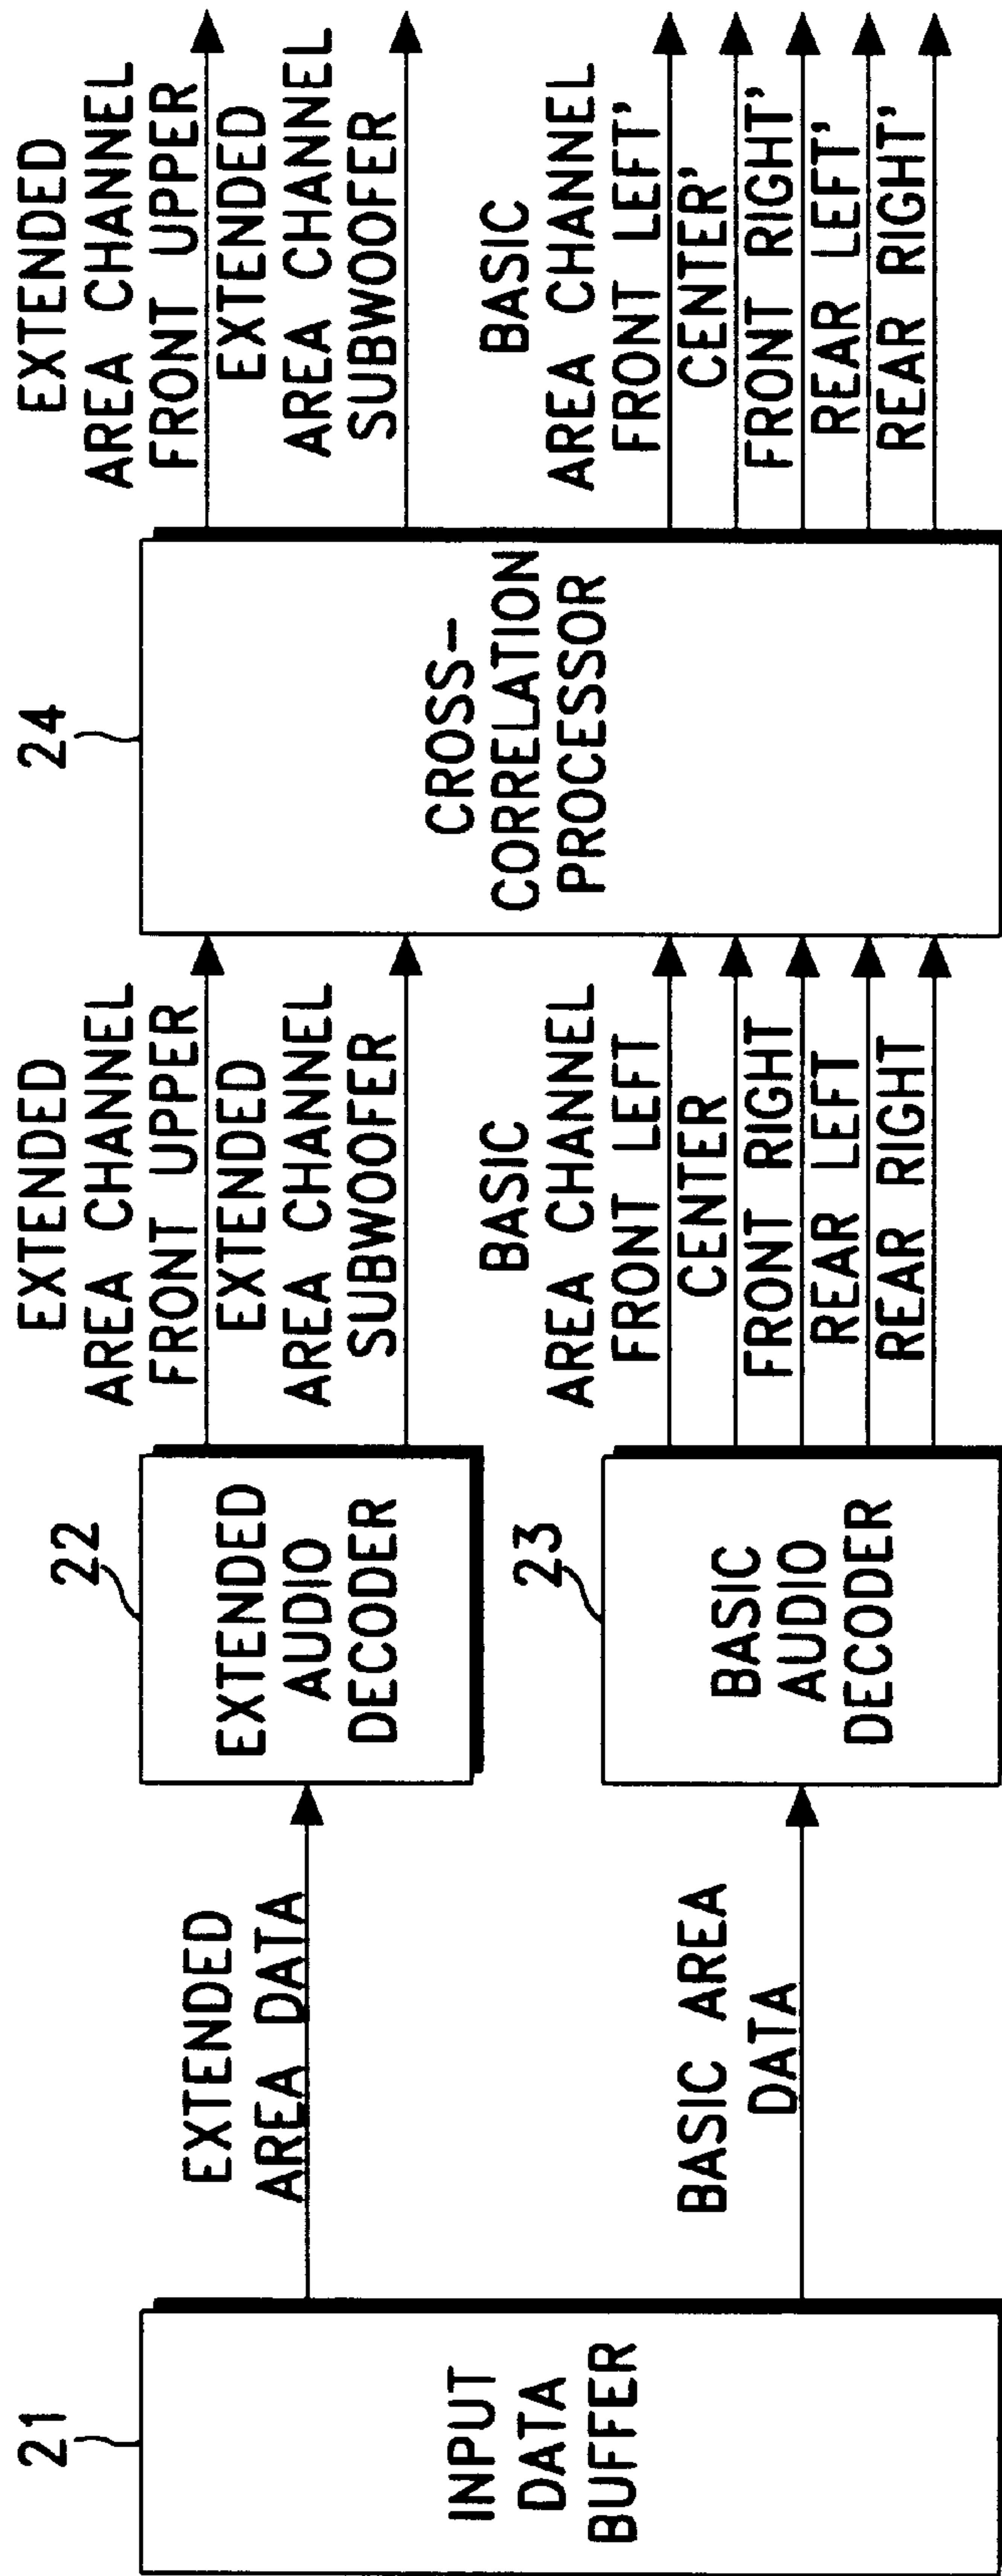 21
INPUT
DATA
BUFFER
EXTENDED
AREA DATA
BASIC AREA
DATA
22
EXTENDED
AUDIO
DECODER
23
BASIC
AUDIO
DECODER
EXTENDED
AREA CHANNEL
FRONT UPPER
EXTENDED
AREA CHANNEL
SUBWOOFER
BASIC
AREA CHANNEL
FRONT LEFT
CENTER
FRONT RIGHT
REAR LEFT
REAR RIGHT
24
CROSS-
CORRELATION
PROCESSOR
EXTENDED
AREA CHANNEL
FRONT UPPER
EXTENDED
AREA CHANNEL
SUBWOOFER
BASIC
AREA CHANNEL
FRONT LEFT'
CENTER'
FRONT RIGHT'
REAR LEFT'
REAR RIGHT'